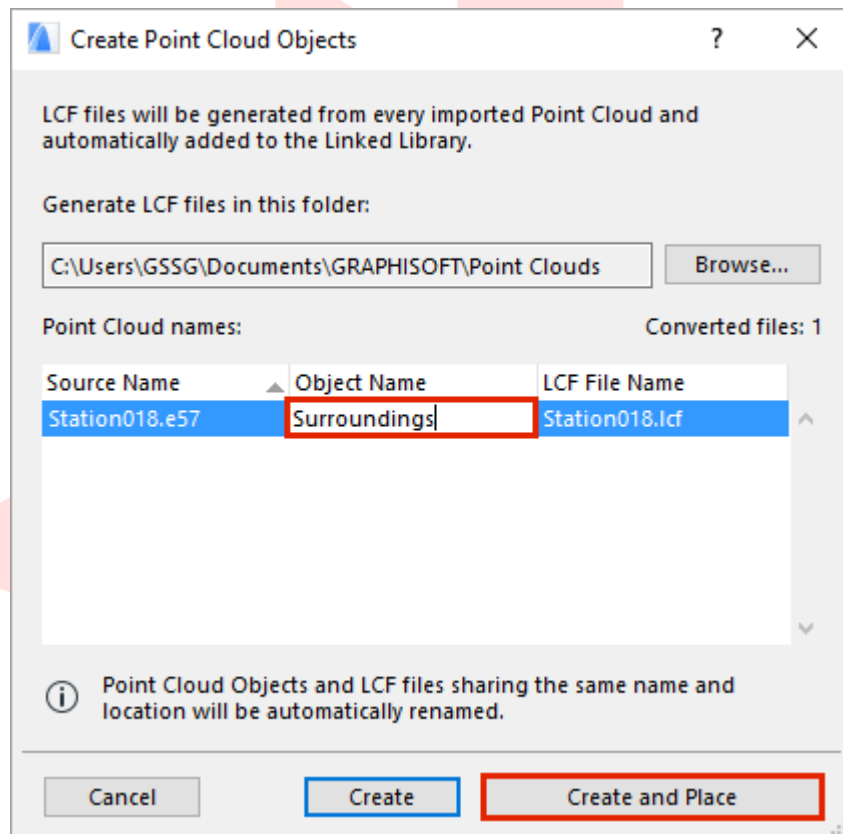 Create Point Cloud Objects ? ×
LCF files will be generated from every imported Point Cloud and
automatically added to the Linked Library.
Generate LCF files in this folder:
C:\Users\GSSG\Documents\GRAPHISOFT\Point Clouds Browse...
Point Cloud names: Converted files: 1
Source Name Object Name LCF File Name
Station018.e57 Surroundings Station018.lcf
Point Cloud Objects and LCF files sharing the same name and
location will be automatically renamed.
Cancel Create Create and Place